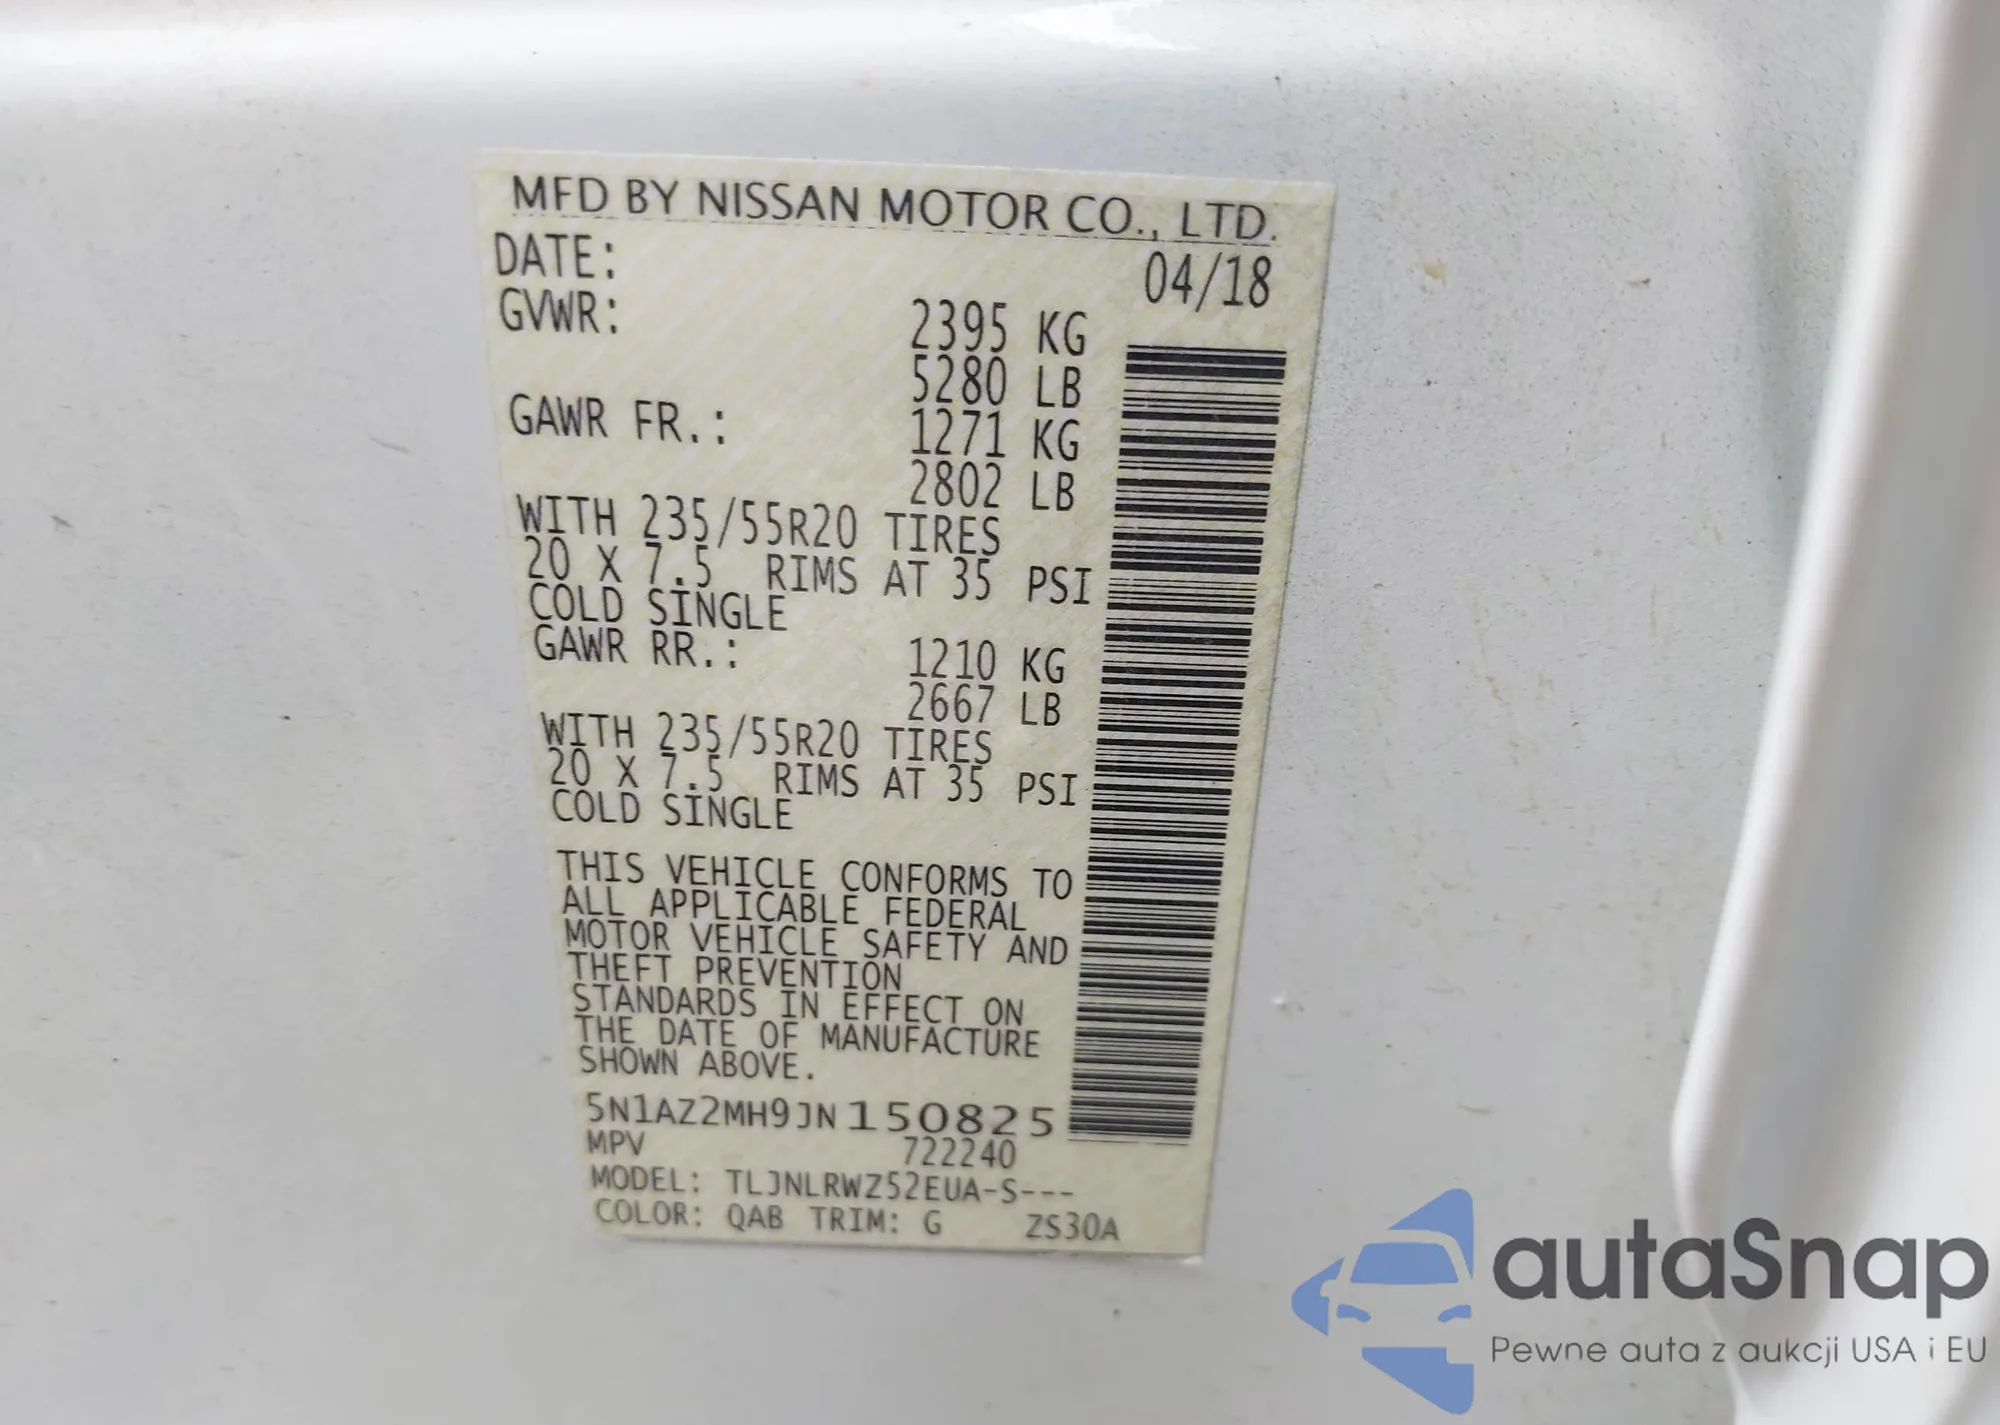 MFD BY NISSAN MOTOR CO., LTD.
DATE: 04/18
GVWR: 2395 KG
5280 LB
GAWR FR.: 1271 KG
2802 LB
WITH 235/55R20 TIRES
20 X 7.5 RIMS AT 35 PSI
COLD SINGLE
GAWR RR.: 1210 KG
2667 LB
WITH 235/55R20 TIRES
20 X 7.5 RIMS AT 35 PSI
COLD SINGLE
THIS VEHICLE CONFORMS TO
ALL APPLICABLE FEDERAL
MOTOR VEHICLE SAFETY AND
THEFT PREVENTION
STANDARDS IN EFFECT ON
THE DATE OF MANUFACTURE
SHOWN ABOVE.
5N1AZ2MH9JN150825
MPV 722240
MODEL: TLJNLRWZ52EUA-S---
COLOR: QAB TRIM: G ZS30A
autaSnap
Pewne auta z aukcji USA i EU